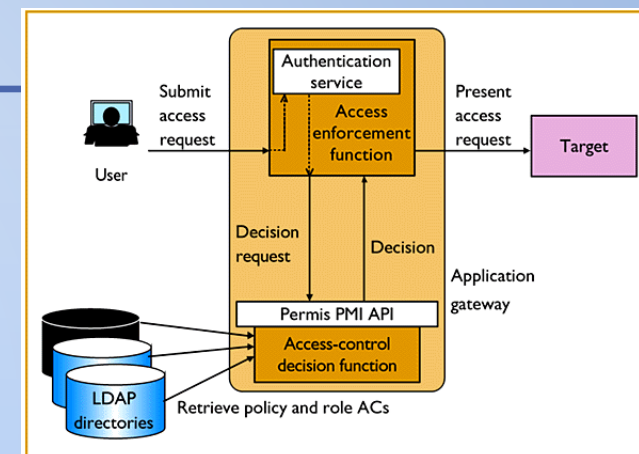 Authentication
service
Submit
access
request
Access
enforcement
function
Present
access
request
Target
User
Decision
request
Decision
Application
gateway
Permis PMI API
Access-control
decision function
LDAP
directories
Retrieve policy and role ACs